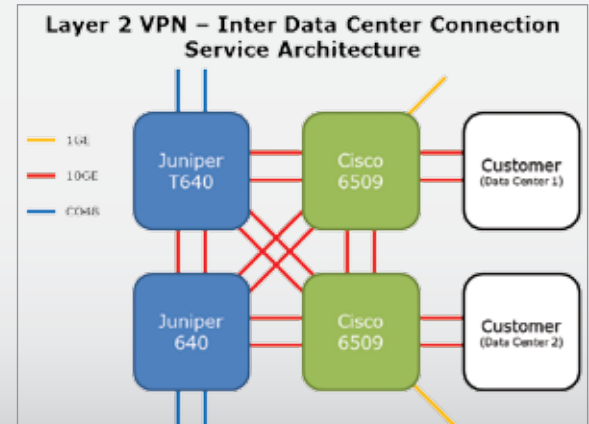 Layer 2 VPN – Inter Data Center Connection
Service Architecture
1GE
10GE
Juniper
T640
Cisco
6509
Customer
(Data Center 1)
Juniper
640
Cisco
6509
Customer
(Data Center 2)